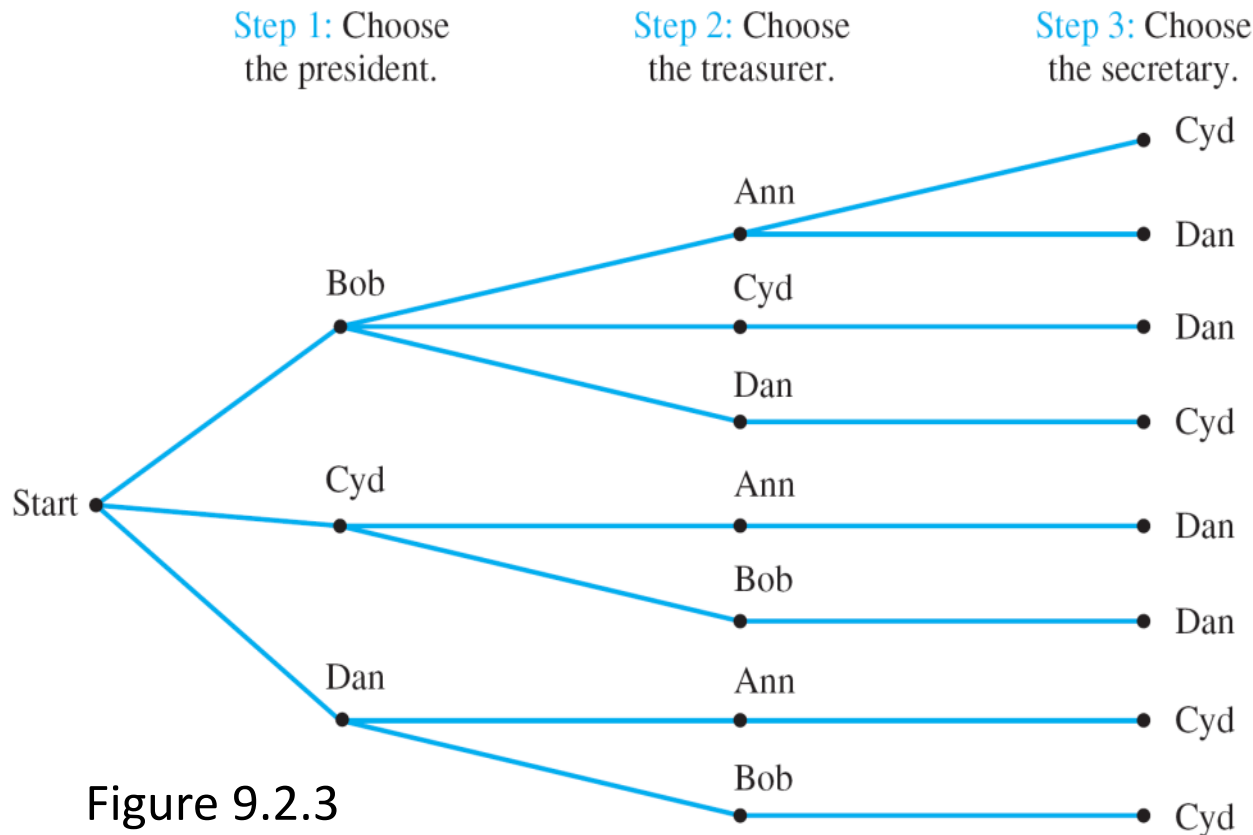 Step 1: Choose
the president.
Step 2: Choose
the treasurer.
Step 3: Choose
the secretary.
Cyd
Ann
Dan
Bob
Cyd
Dan
Dan
Cyd
Start
Cyd
Ann
Dan
Bob
Dan
Dan
Ann
Cyd
Bob
Cyd
Figure 9.2.3